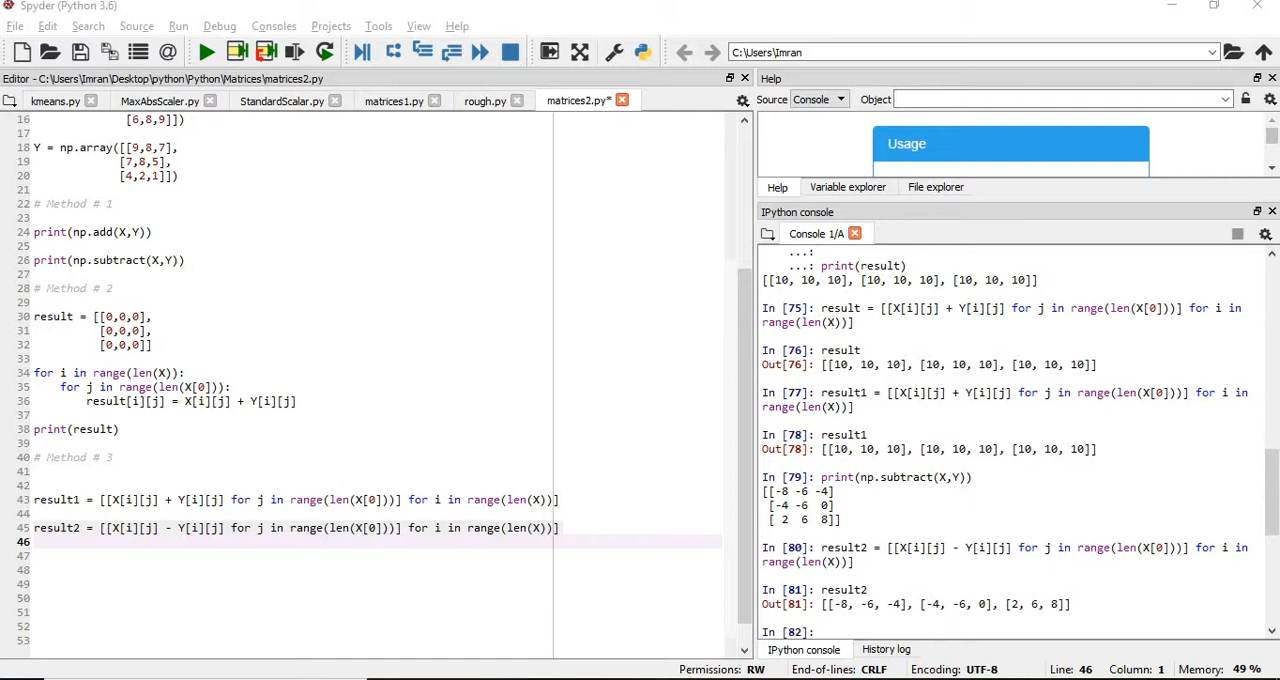 Spyder (Python 3.6)
File Edit Search Source Run Debug Consoles Projects Tools View Help
C:\Users\Imran
Editor - C:\Users\Imran\Desktop\python\Python\Matrices\matrices2.py
kmeans.py MaxAbsScaler.py StandardScalar.py matrices1.py rough.py matrices2.py*
16 [6,8,9]])
17
18 Y = np.array([[9,8,7],
19 [7,8,5],
20 [4,2,1]])
21
22 # Method # 1
23
24 print(np.add(X,Y))
25
26 print(np.subtract(X,Y))
27
28 # Method # 2
29
30 result = [[0,0,0],
31 [0,0,0],
32 [0,0,0]]
33
34 for i in range(len(X)):
35 for j in range(len(X[0])):
36 result[i][j] = X[i][j] + Y[i][j]
37
38 print(result)
39
40 # Method # 3
41
42
43 result1 = [[X[i][j] + Y[i][j] for j in range(len(X[0]))] for i in range(len(X))]
44
45 result2 = [[X[i][j] - Y[i][j] for j in range(len(X[0]))] for i in range(len(X))]
46
47
48
49
50
51
52
53
Help
Source Console Object
Usage
Help Variable explorer File explorer
IPython console
Console 1/A
...:
...: print(result)
[[10, 10, 10], [10, 10, 10], [10, 10, 10]]
In [75]: result = [[X[i][j] + Y[i][j] for j in range(len(X[0]))] for i in
range(len(X))]
In [76]: result
Out[76]: [[10, 10, 10], [10, 10, 10], [10, 10, 10]]
In [77]: result1 = [[X[i][j] + Y[i][j] for j in range(len(X[0]))] for i in
range(len(X))]
In [78]: result1
Out[78]: [[10, 10, 10], [10, 10, 10], [10, 10, 10]]
In [79]: print(np.subtract(X,Y))
[[-8 -6 -4]
[-4 -6 0]
[ 2 6 8]]
In [80]: result2 = [[X[i][j] - Y[i][j] for j in range(len(X[0]))] for i in
range(len(X))]
In [81]: result2
Out[81]: [[-8, -6, -4], [-4, -6, 0], [2, 6, 8]]
In [82]:
IPython console History log
Permissions: RW End-of-lines: CRLF Encoding: UTF-8 Line: 46 Column: 1 Memory: 49 %